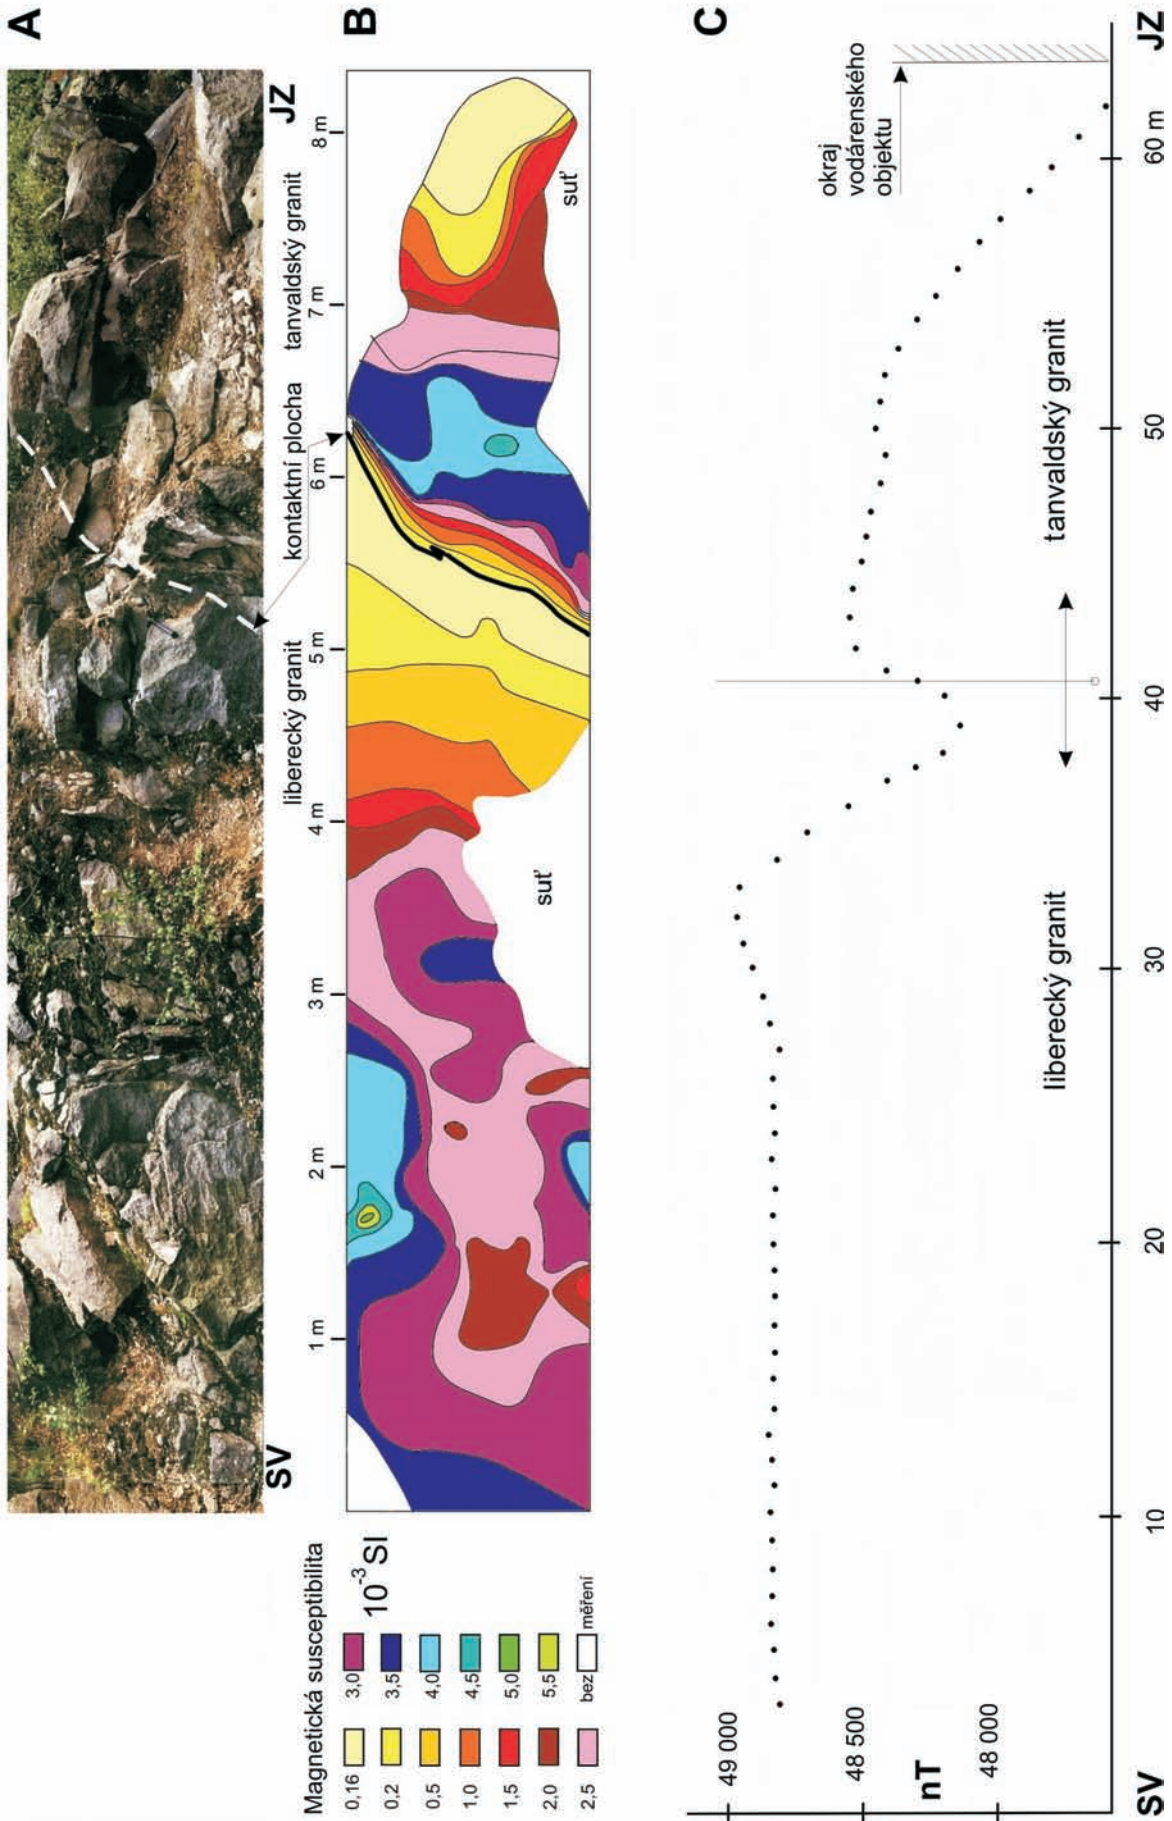 A
SV
JZ
liberecký granit
kontaktní plocha
tanvaldský granit
B
1 m
2 m
3 m
4 m
5 m
6 m
7 m
8 m
suť
suť
Magnetická susceptibilita
10⁻³ SI
0,16
0,2
0,5
1,0
1,5
2,0
2,5
3,0
3,5
4,0
4,5
5,0
5,5
bez měření
C
okraj
vodárenského
objektu
49 000
48 500
48 000
nT
liberecký granit
tanvaldský granit
SV
10
20
30
40
50
60 m
JZ